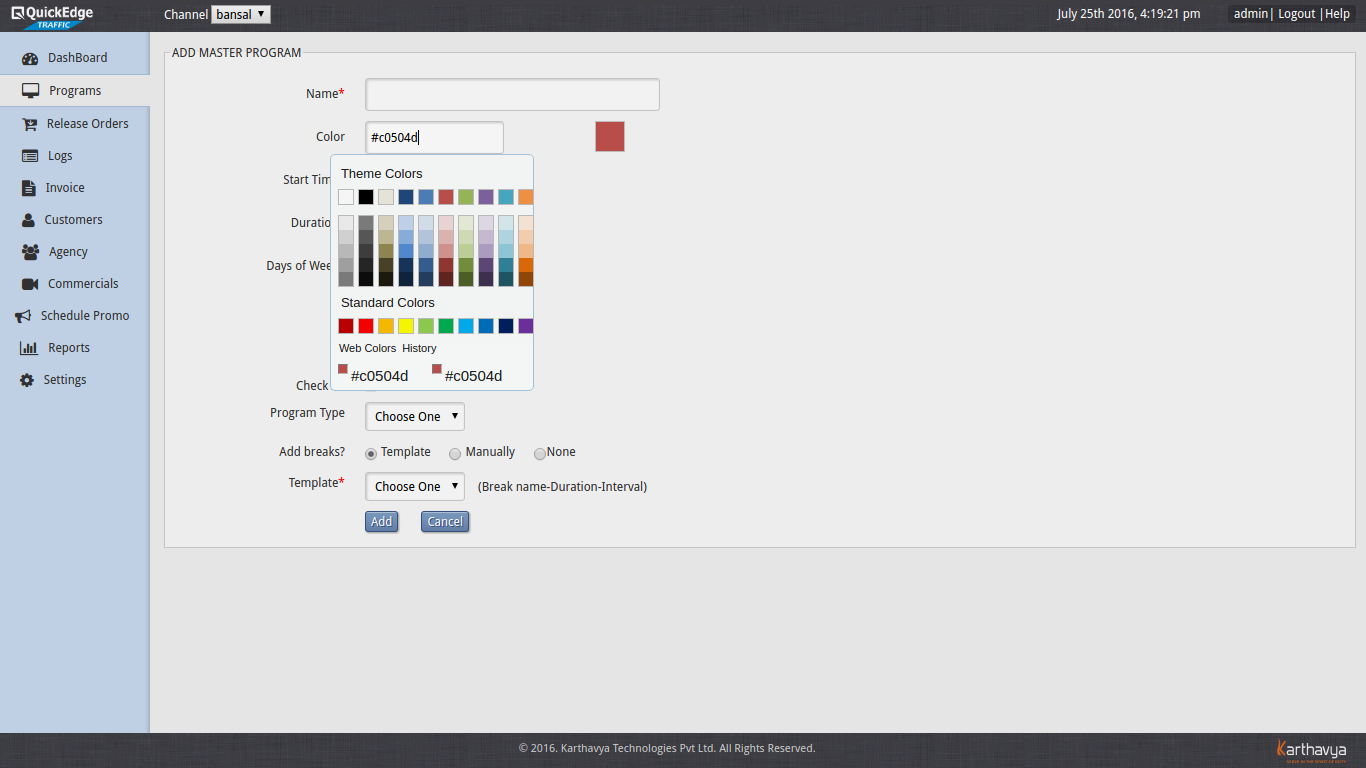 QuickEdge
TRAFFIC
Channel bansal
July 25th 2016, 4:19:21 pm
admin| Logout |Help
DashBoard
Programs
Release Orders
Logs
Invoice
Customers
Agency
Commercials
Schedule Promo
Reports
Settings
ADD MASTER PROGRAM
Name*
Color #c0504d
Start Tim
Duratio
Days of Wee
Theme Colors
Standard Colors
Web Colors History
#c0504d #c0504d
Check
Program Type Choose One
Add breaks? Template Manually None
Template* Choose One (Break name-Duration-Interval)
Add Cancel
© 2016. Karthavya Technologies Pvt Ltd. All Rights Reserved.
Karthavya